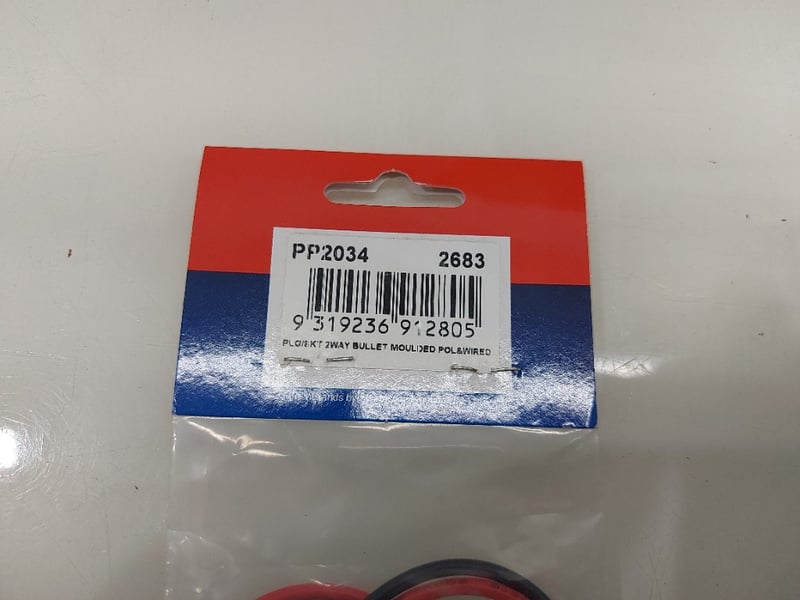 PP2034 2683
9 319236 912805
PLG/SKT 2WAY BULLET MOULDED POL&WIRED